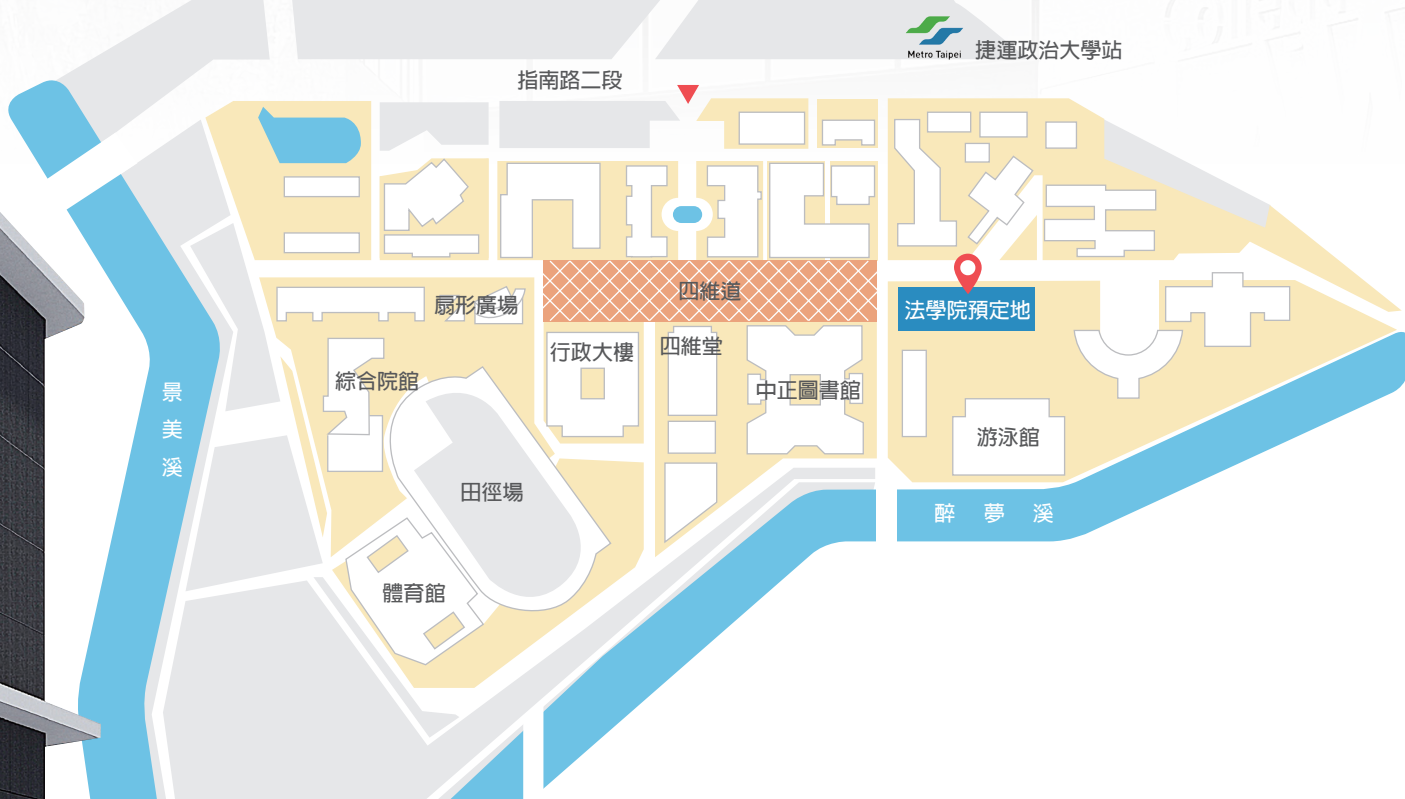 Metro Taipei
捷運政治大學站
指南路二段
四維道
扇形廣場
法學院預定地
行政大樓
四維堂
綜合院館
中正圖書館
景美溪
游泳館
田徑場
醉夢溪
體育館